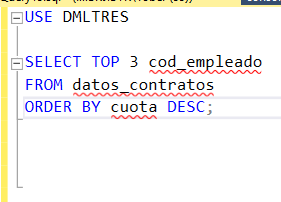 USE DMLTRES
SELECT TOP 3 cod_empleado
FROM datos_contratos
ORDER BY cuota DESC;